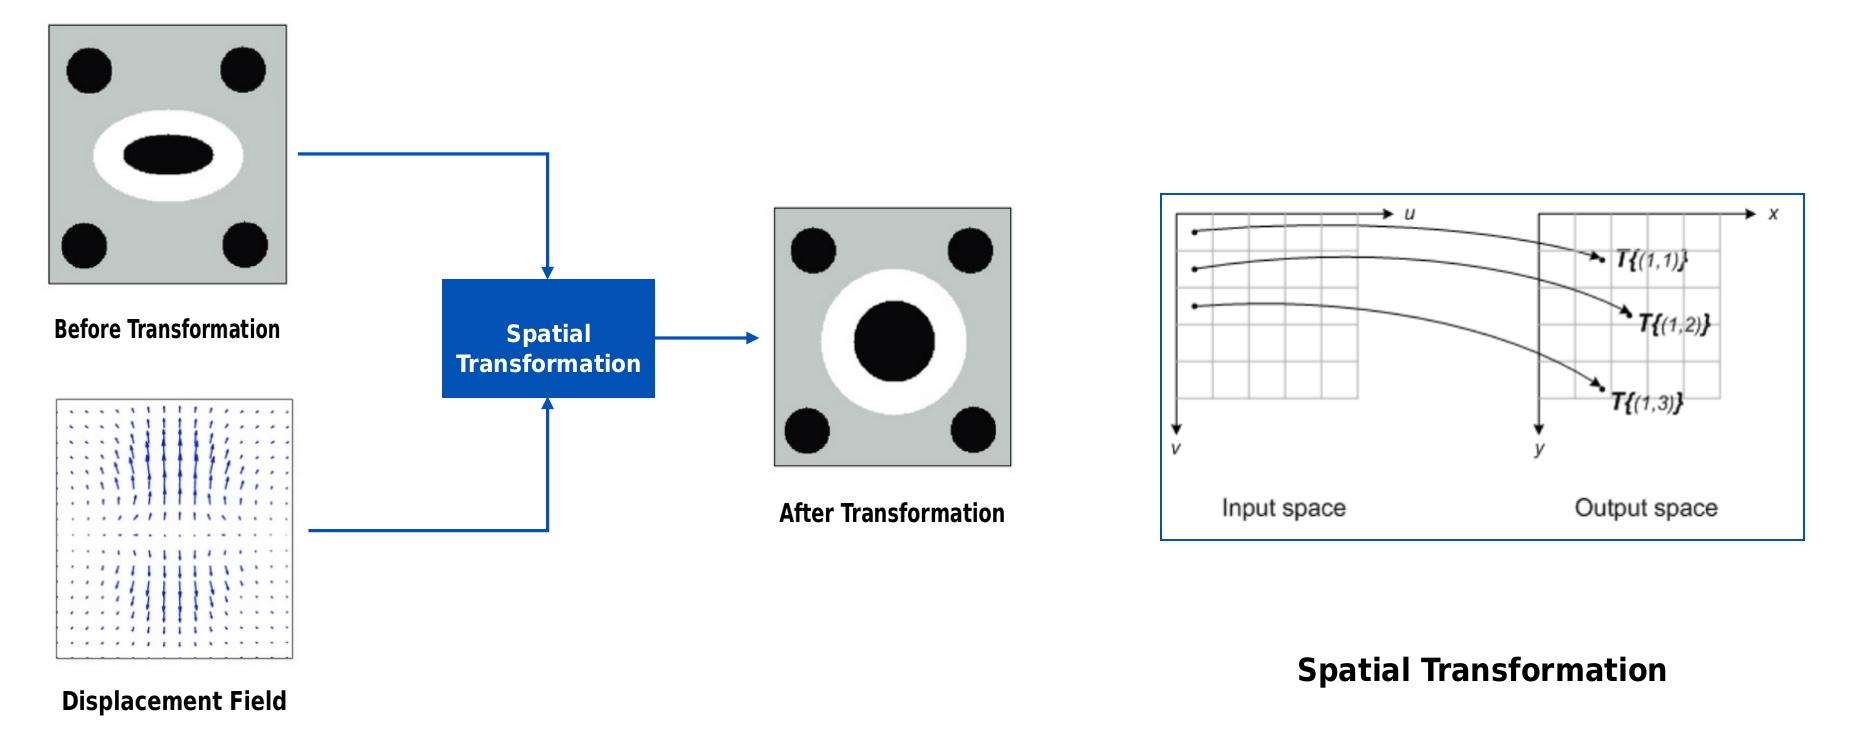 Before Transformation
Displacement Field
Spatial
Transformation
After Transformation
u
v
x
y
T{(1,1)}
T{(1,2)}
T{(1,3)}
Input space
Output space
Spatial Transformation